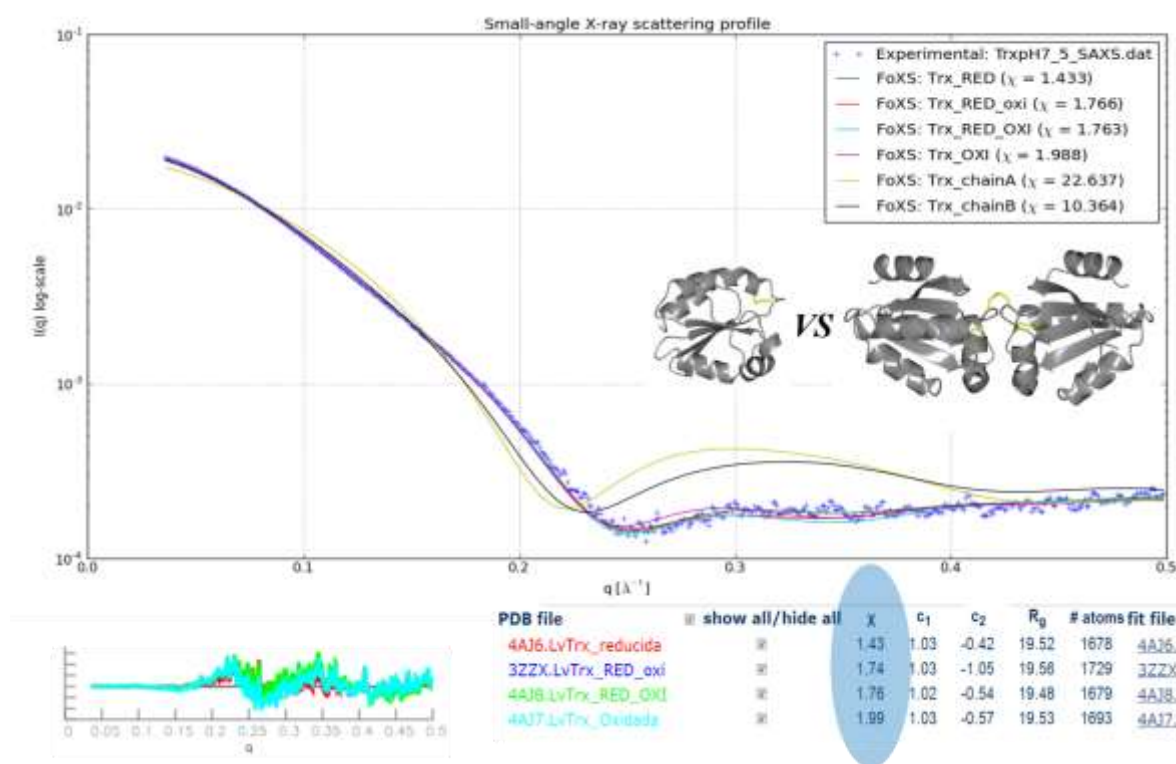 Small-angle X-ray scattering profile
10⁻¹
10⁻²
10⁻³
10⁻⁴
I(q) log-scale
Experimental: TrxpH7_5_SAXS.dat
FoXS: Trx_RED (χ = 1.433)
FoXS: Trx_RED_oxi (χ = 1.766)
FoXS: Trx_RED_OXI (χ = 1.763)
FoXS: Trx_OXI (χ = 1.988)
FoXS: Trx_chainA (χ = 22.637)
FoXS: Trx_chainB (χ = 10.364)
VS
0.0 0.1 0.2 0.3 0.4 0.5
q [Å⁻¹]
PDB file show all/hide all χ c₁ c₂ Rg # atoms fit file
4AJ6.LvTrx_reducida 1.43 1.03 -0.42 19.52 1678 4AJ6.
3ZZX.LvTrx_RED_oxi 1.74 1.03 -1.05 19.56 1729 3ZZX
4AJ8.LvTrx_RED_OXI 1.76 1.02 -0.54 19.48 1679 4AJ8.
4AJ7.LvTrx_Oxidada 1.99 1.03 -0.57 19.53 1693 4AJ7.
0 0.05 0.1 0.15 0.2 0.25 0.3 0.35 0.4 0.45 0.5
q